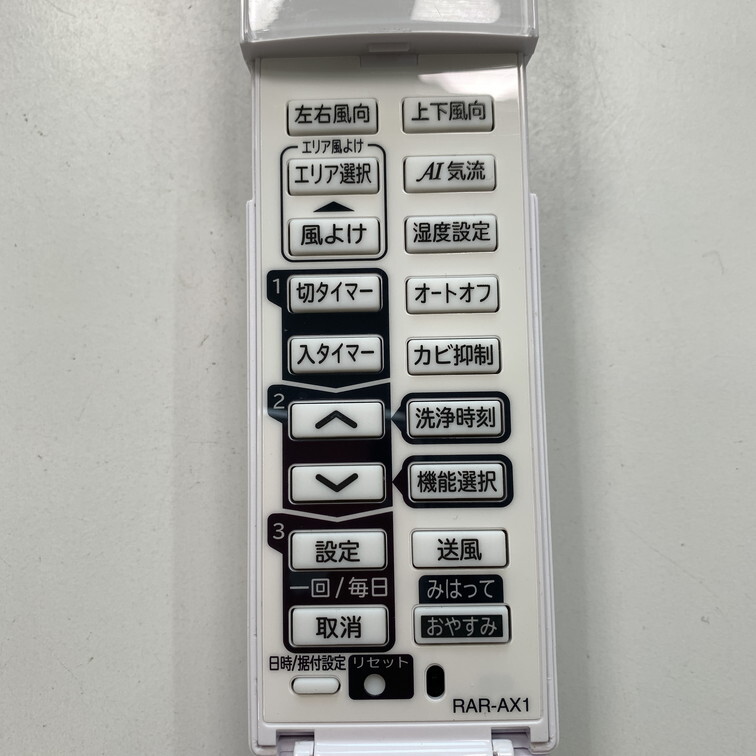 左右風向
上下風向
エリア風よけ
エリア選択
AI気流
風よけ
湿度設定
1
切タイマー
オートオフ
入タイマー
カビ抑制
2
洗浄時刻
機能選択
3
設定
送風
一回/毎日
みはって
取消
おやすみ
日時/据付設定
リセット
RAR-AX1